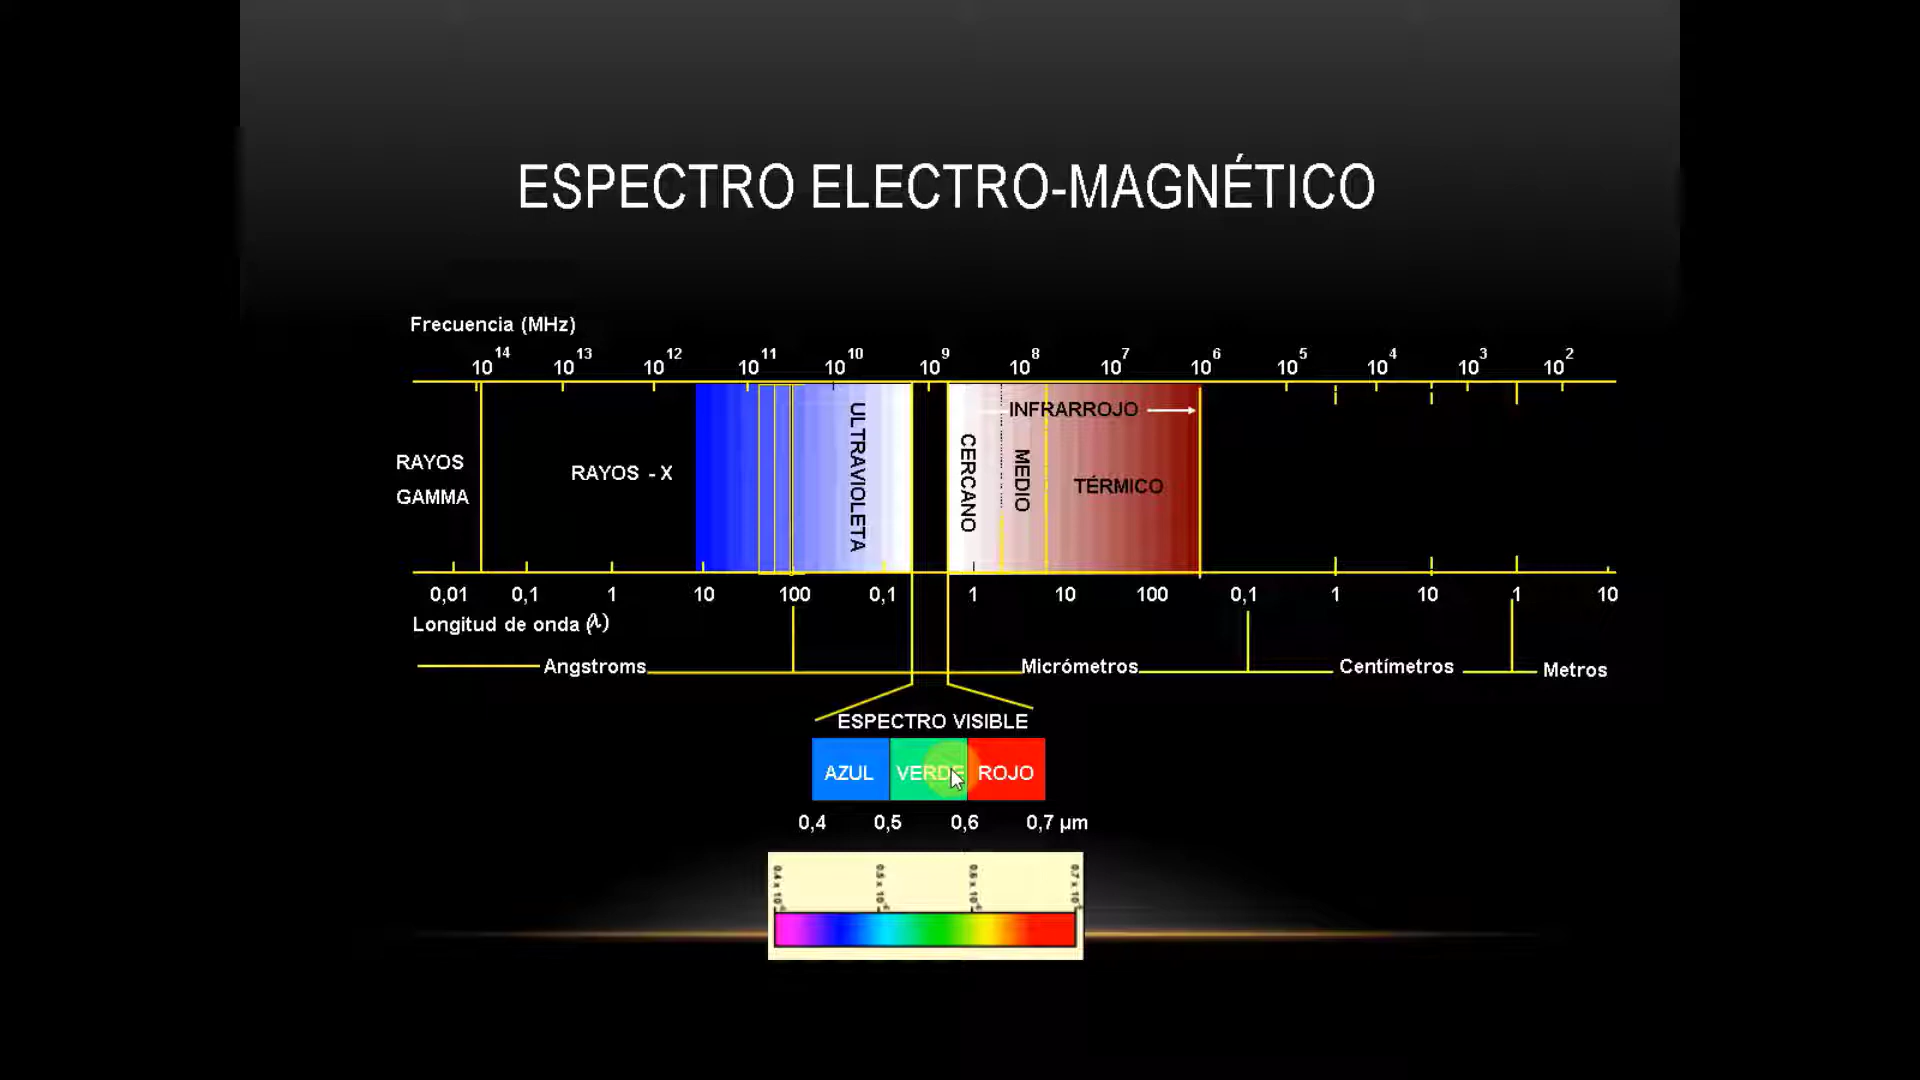 ESPECTRO ELECTRO-MAGNÉTICO
Frecuencia (MHz)
10^14 10^13 10^12 10^11 10^10 10^9 10^8 10^7 10^6 10^5 10^4 10^3 10^2
RAYOS
GAMMA
RAYOS - X
ULTRAVIOLETA
INFRARROJO
CERCANO
MEDIO
TÉRMICO
0,01 0,1 1 10 100 0,1 1 10 100 0,1 1 10 1 10
Longitud de onda (λ)
Angstroms Micrómetros Centímetros Metros
ESPECTRO VISIBLE
AZUL VERDE ROJO
0,4 0,5 0,6 0,7 µm